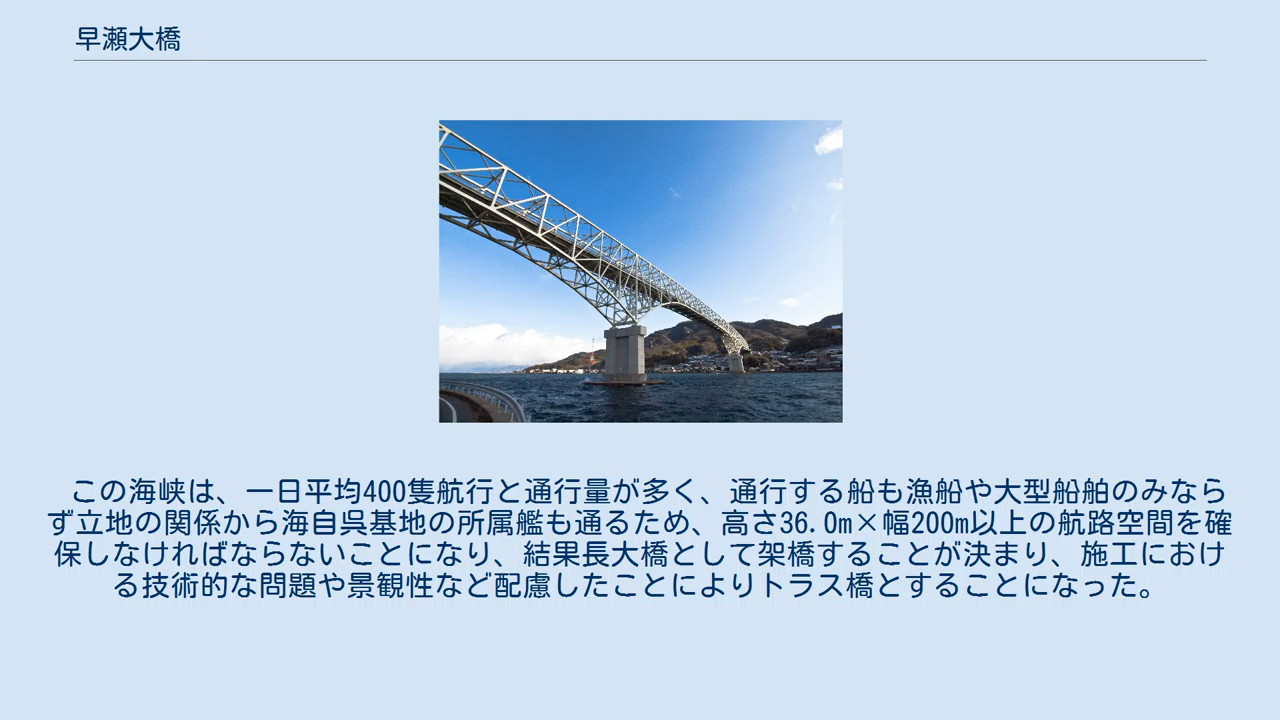 早瀬大橋
この海峡は、一日平均400隻航行と通行量が多く、通行する船も漁船や大型船舶のみなら
ず立地の関係から海自呉基地の所属艦も通るため、高さ36.0m×幅200m以上の航路空間を確
保しなければならないことになり、結果長大橋として架橋することが決まり、施工におけ
る技術的な問題や景観性など配慮したことによりトラス橋とすることになった。